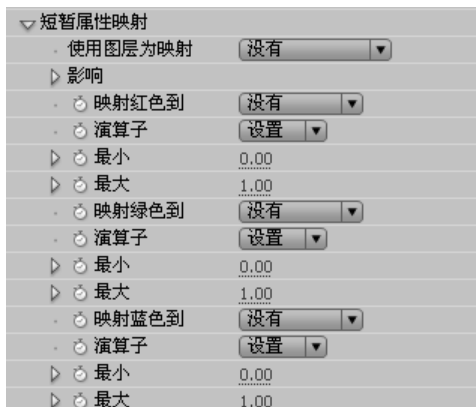 短暂属性映射
使用图层为映射 没有
影响
映射红色到 没有
演算子 设置
最小 0.00
最大 1.00
映射绿色到 没有
演算子 设置
最小 0.00
最大 1.00
映射蓝色到 没有
演算子 设置
最小 0.00
最大 1.00